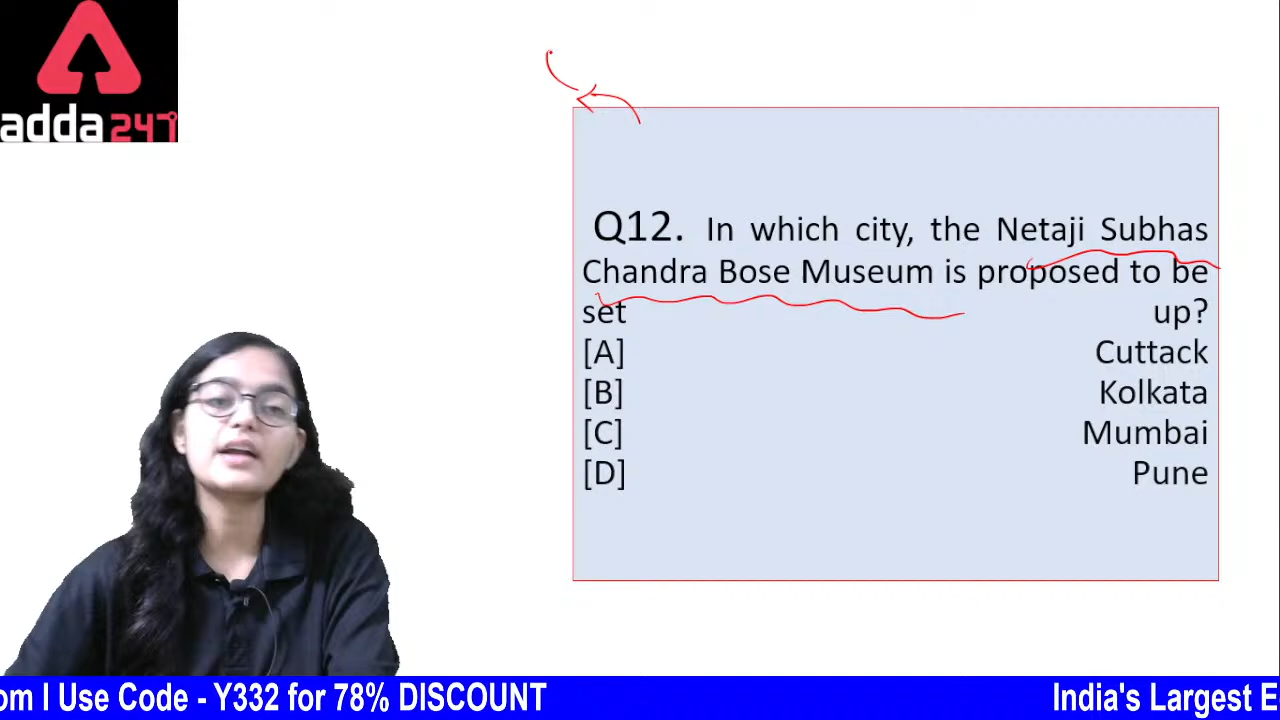 adda247
Q12. In which city, the Netaji Subhas
Chandra Bose Museum is proposed to be
set up?
[A] Cuttack
[B] Kolkata
[C] Mumbai
[D] Pune
om I Use Code - Y332 for 78% DISCOUNT India's Largest E